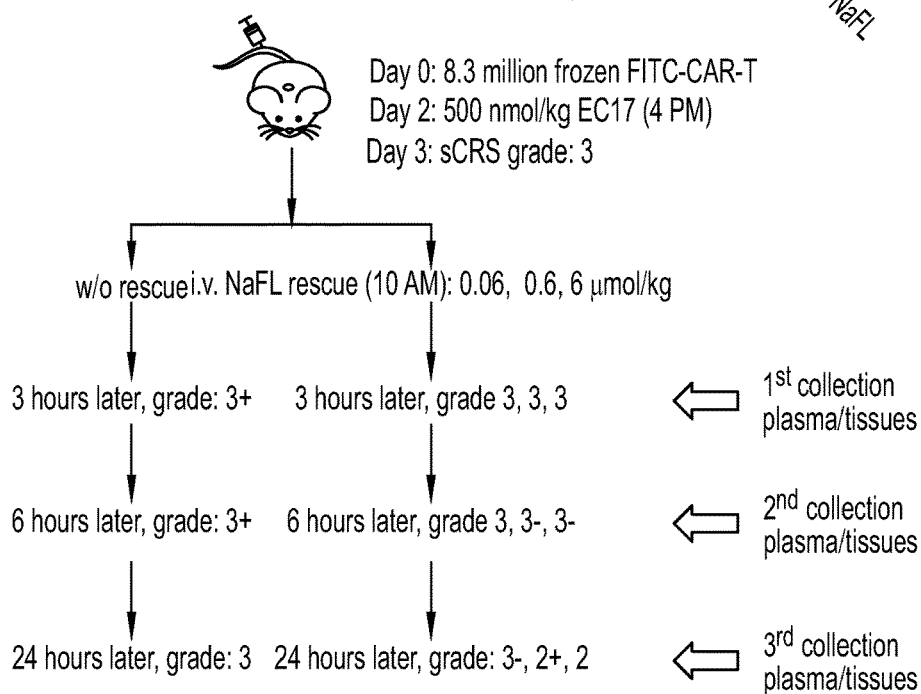 NaFL
Day 0: 8.3 million frozen FITC-CAR-T
Day 2: 500 nmol/kg EC17 (4 PM)
Day 3: sCRS grade: 3
w/o rescue i.v. NaFL rescue (10 AM): 0.06, 0.6, 6 μmol/kg
3 hours later, grade: 3+ 3 hours later, grade 3, 3, 3
1st collection
plasma/tissues
6 hours later, grade: 3+ 6 hours later, grade 3, 3-, 3-
2nd collection
plasma/tissues
24 hours later, grade: 3 24 hours later, grade: 3-, 2+, 2
3rd collection
plasma/tissues